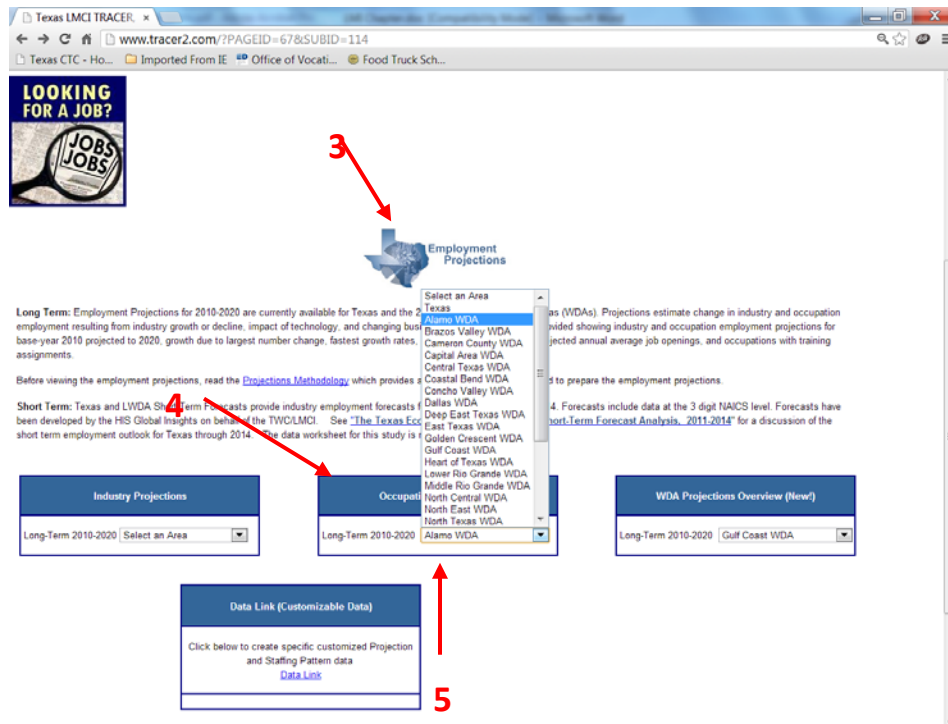 Texas LMCI TRACER, ×
www.tracer2.com/?PAGEID=67&SUBID=114
Texas CTC - Ho... Imported From IE Office of Vocati... Food Truck Sch...
LOOKING
FOR A JOB?
JOBS
JOBS
3
Employment
Projections
Select an Area
Texas
Alamo WDA
Brazos Valley WDA
Cameron County WDA
Capital Area WDA
Central Texas WDA
Coastal Bend WDA
Concho Valley WDA
Dallas WDA
Deep East Texas WDA
East Texas WDA
Golden Crescent WDA
Gulf Coast WDA
Heart of Texas WDA
Lower Rio Grande WDA
Middle Rio Grande WDA
North Central WDA
North East WDA
North Texas WDA
Long Term: Employment Projections for 2010-2020 are currently available for Texas and the 2 as (WDAs). Projections estimate change in industry and occupation
employment resulting from industry growth or decline, impact of technology, and changing bus vided showing industry and occupation employment projections for
base-year 2010 projected to 2020, growth due to largest number change, fastest growth rates, jected annual average job openings, and occupations with training
assignments.
Before viewing the employment projections, read the Projections Methodology which provides a d to prepare the employment projections.
4
Short Term: Texas and LWDA Short Term Forecasts provide industry employment forecasts f 4. Forecasts include data at the 3 digit NAICS level. Forecasts have
been developed by the HIS Global Insights on behalf of the TWC/LMCI. See "The Texas Eco hort-Term Forecast Analysis, 2011-2014" for a discussion of the
short term employment outlook for Texas through 2014. The data worksheet for this study is
Industry Projections
Long-Term 2010-2020 Select an Area
Occupati
Long-Term 2010-2020 Alamo WDA
WDA Projections Overview (New!)
Long-Term 2010-2020 Gulf Coast WDA
Data Link (Customizable Data)
Click below to create specific customized Projection
and Staffing Pattern data
Data Link
5